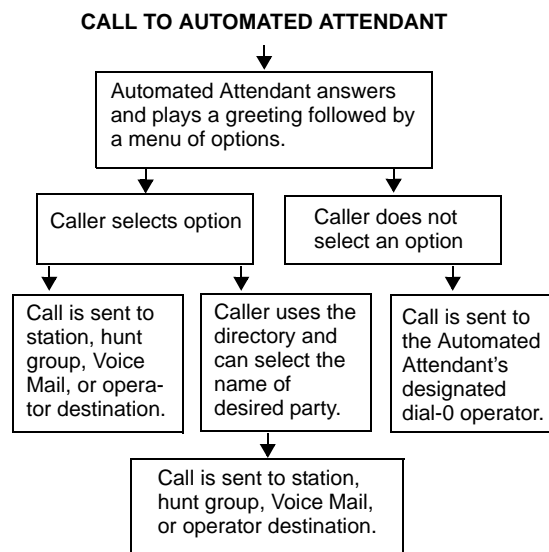 CALL TO AUTOMATED ATTENDANT
Automated Attendant answers
and plays a greeting followed by
a menu of options.
Caller selects option
Caller does not
select an option
Call is sent to
station, hunt
group, Voice
Mail, or opera-
tor destination.
Caller uses the
directory and
can select the
name of
desired party.
Call is sent to
the Automated
Attendant’s
designated
dial-0 operator.
Call is sent to station,
hunt group, Voice Mail,
or operator destination.